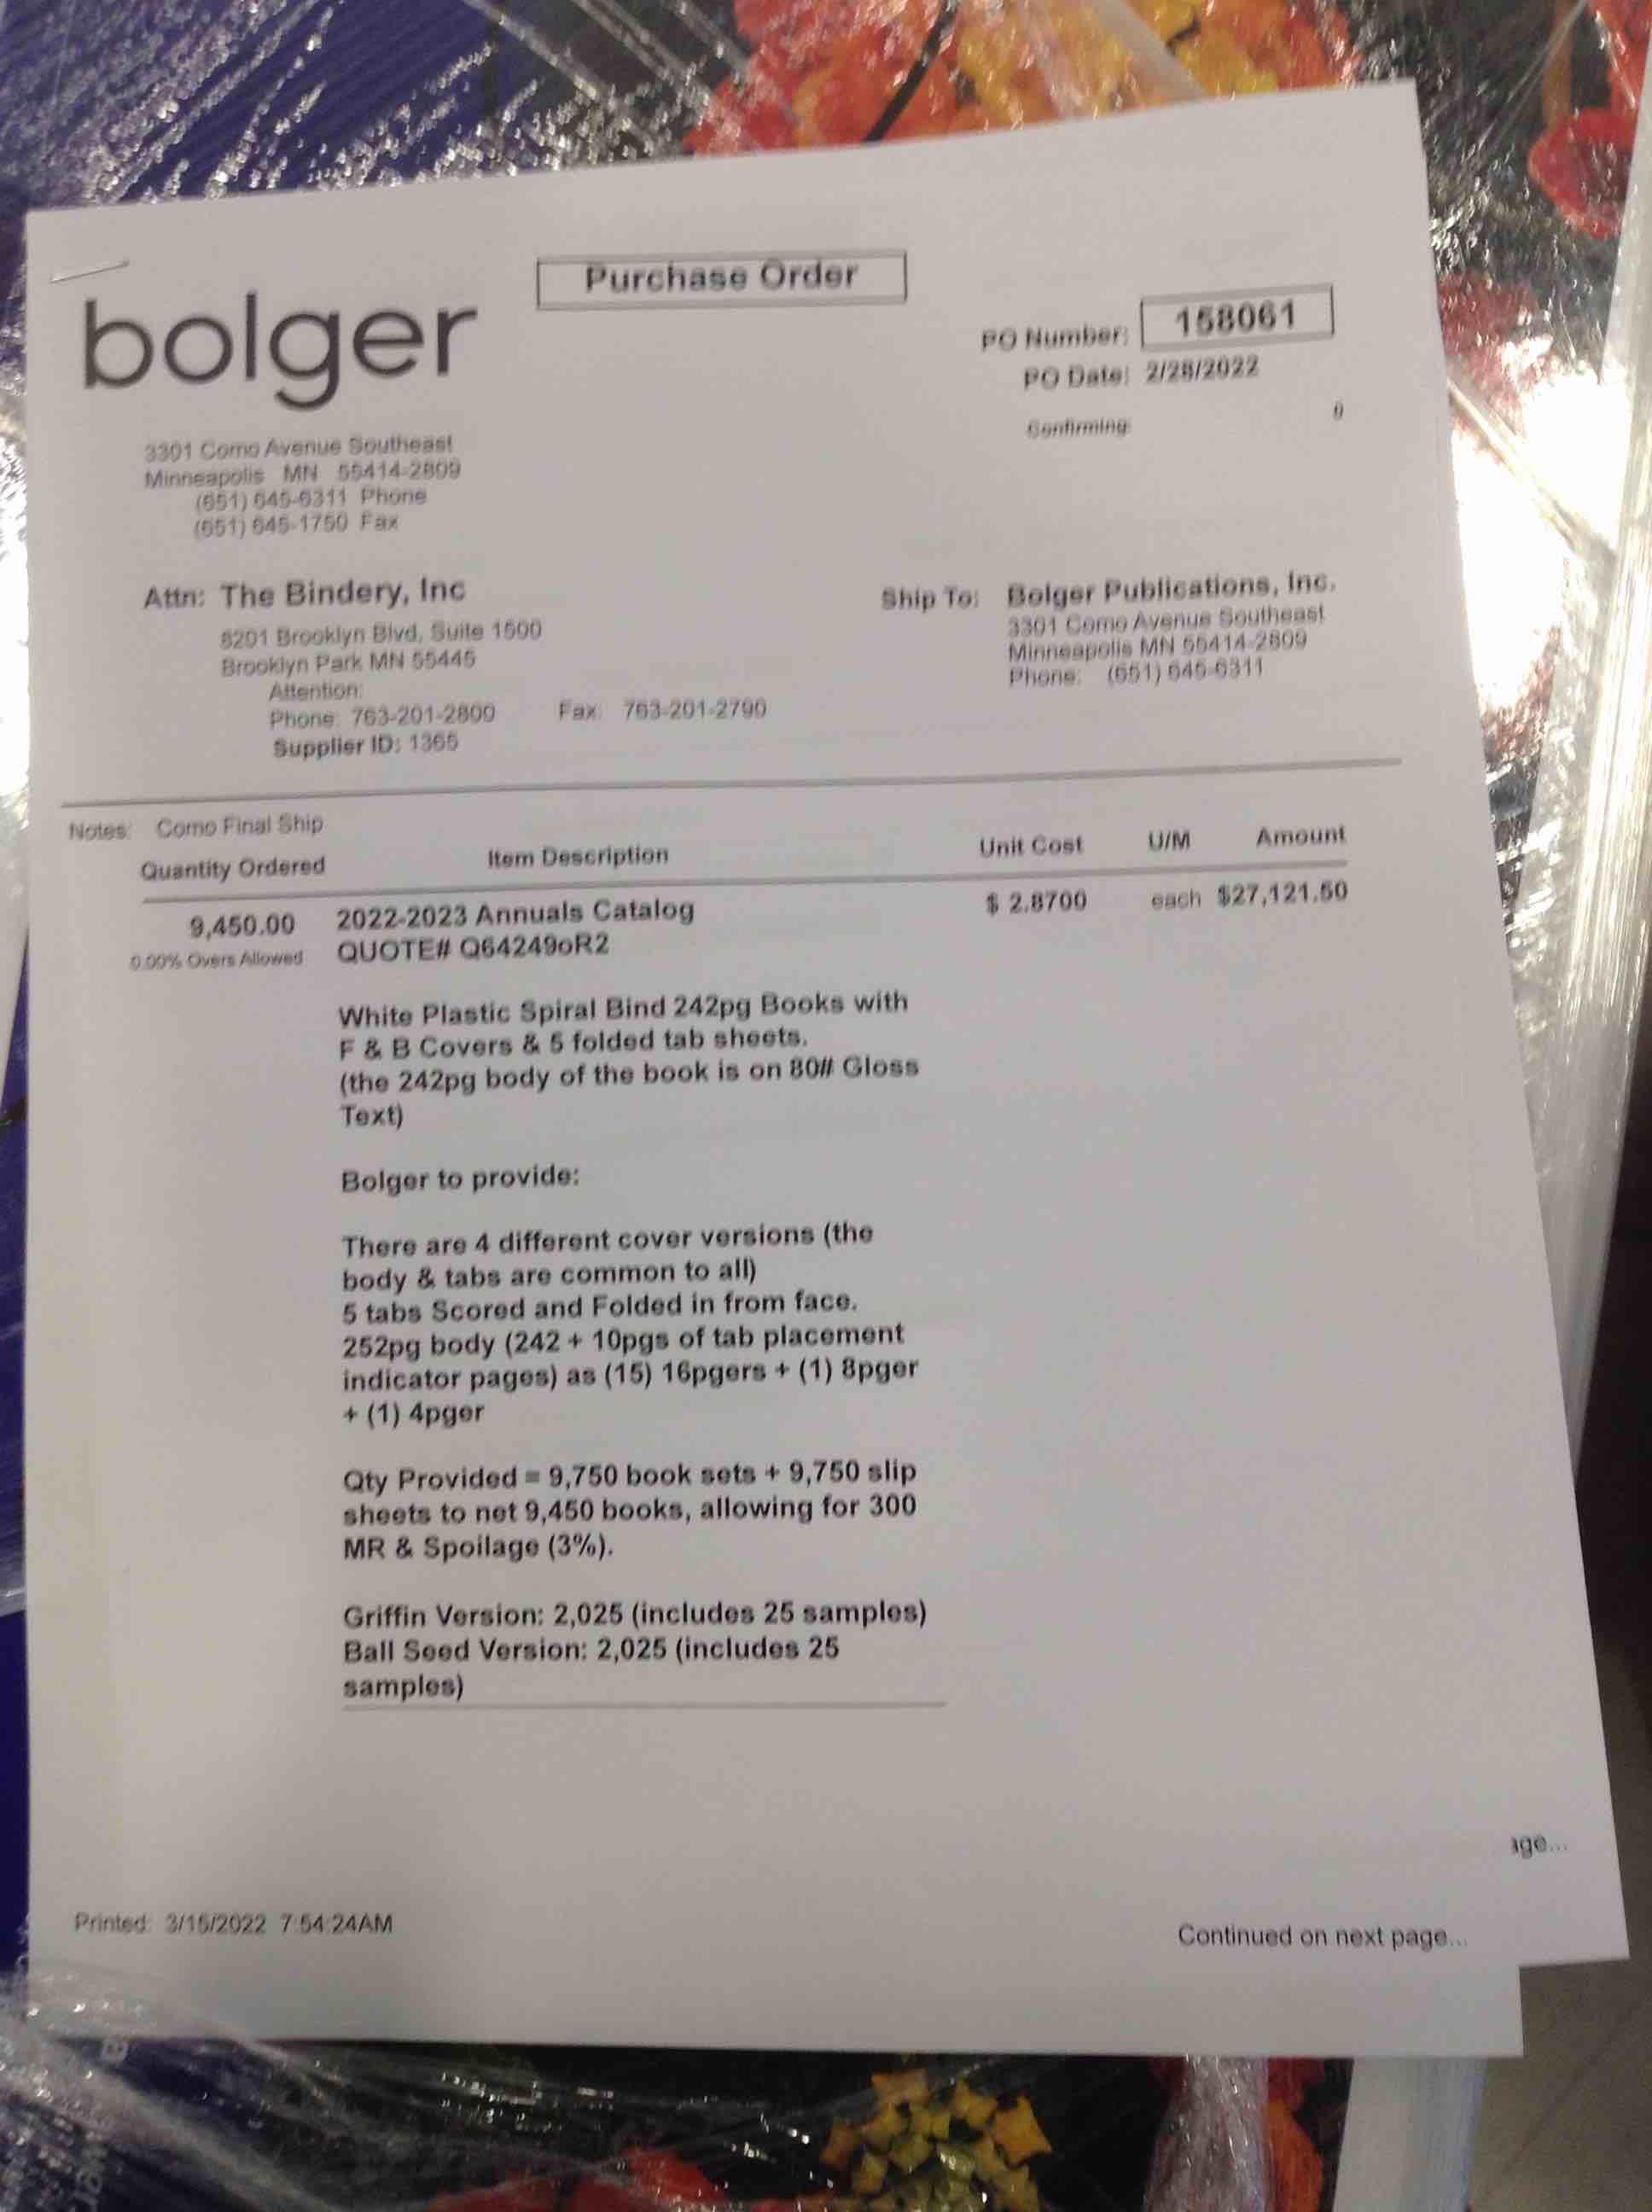 Purchase Order
bolger
PO Number: 158061
PO Date: 2/28/2022
Confirming: 0
3301 Como Avenue Southeast
Minneapolis MN 55414-2809
(651) 645-6311 Phone
(651) 645-1750 Fax
Attn: The Bindery, Inc
8201 Brooklyn Blvd, Suite 1500
Brooklyn Park MN 55445
Attention:
Phone: 763-201-2800 Fax: 763-201-2790
Supplier ID: 1365
Ship To: Bolger Publications, Inc.
3301 Como Avenue Southeast
Minneapolis MN 55414-2809
Phone: (651) 645-6311
Notes: Como Final Ship
Quantity Ordered Item Description Unit Cost U/M Amount
9,450.00 2022-2023 Annuals Catalog $ 2.8700 each $27,121.50
0.00% Overs Allowed QUOTE# Q64249oR2
White Plastic Spiral Bind 242pg Books with
F & B Covers & 5 folded tab sheets.
(the 242pg body of the book is on 80# Gloss
Text)
Bolger to provide:
There are 4 different cover versions (the
body & tabs are common to all)
5 tabs Scored and Folded in from face.
252pg body (242 + 10pgs of tab placement
indicator pages) as (15) 16pgers + (1) 8pger
+ (1) 4pger
Qty Provided = 9,750 book sets + 9,750 slip
sheets to net 9,450 books, allowing for 300
MR & Spoilage (3%).
Griffin Version: 2,025 (includes 25 samples)
Ball Seed Version: 2,025 (includes 25
samples)
age...
Printed: 3/15/2022 7:54:24AM
Continued on next page...